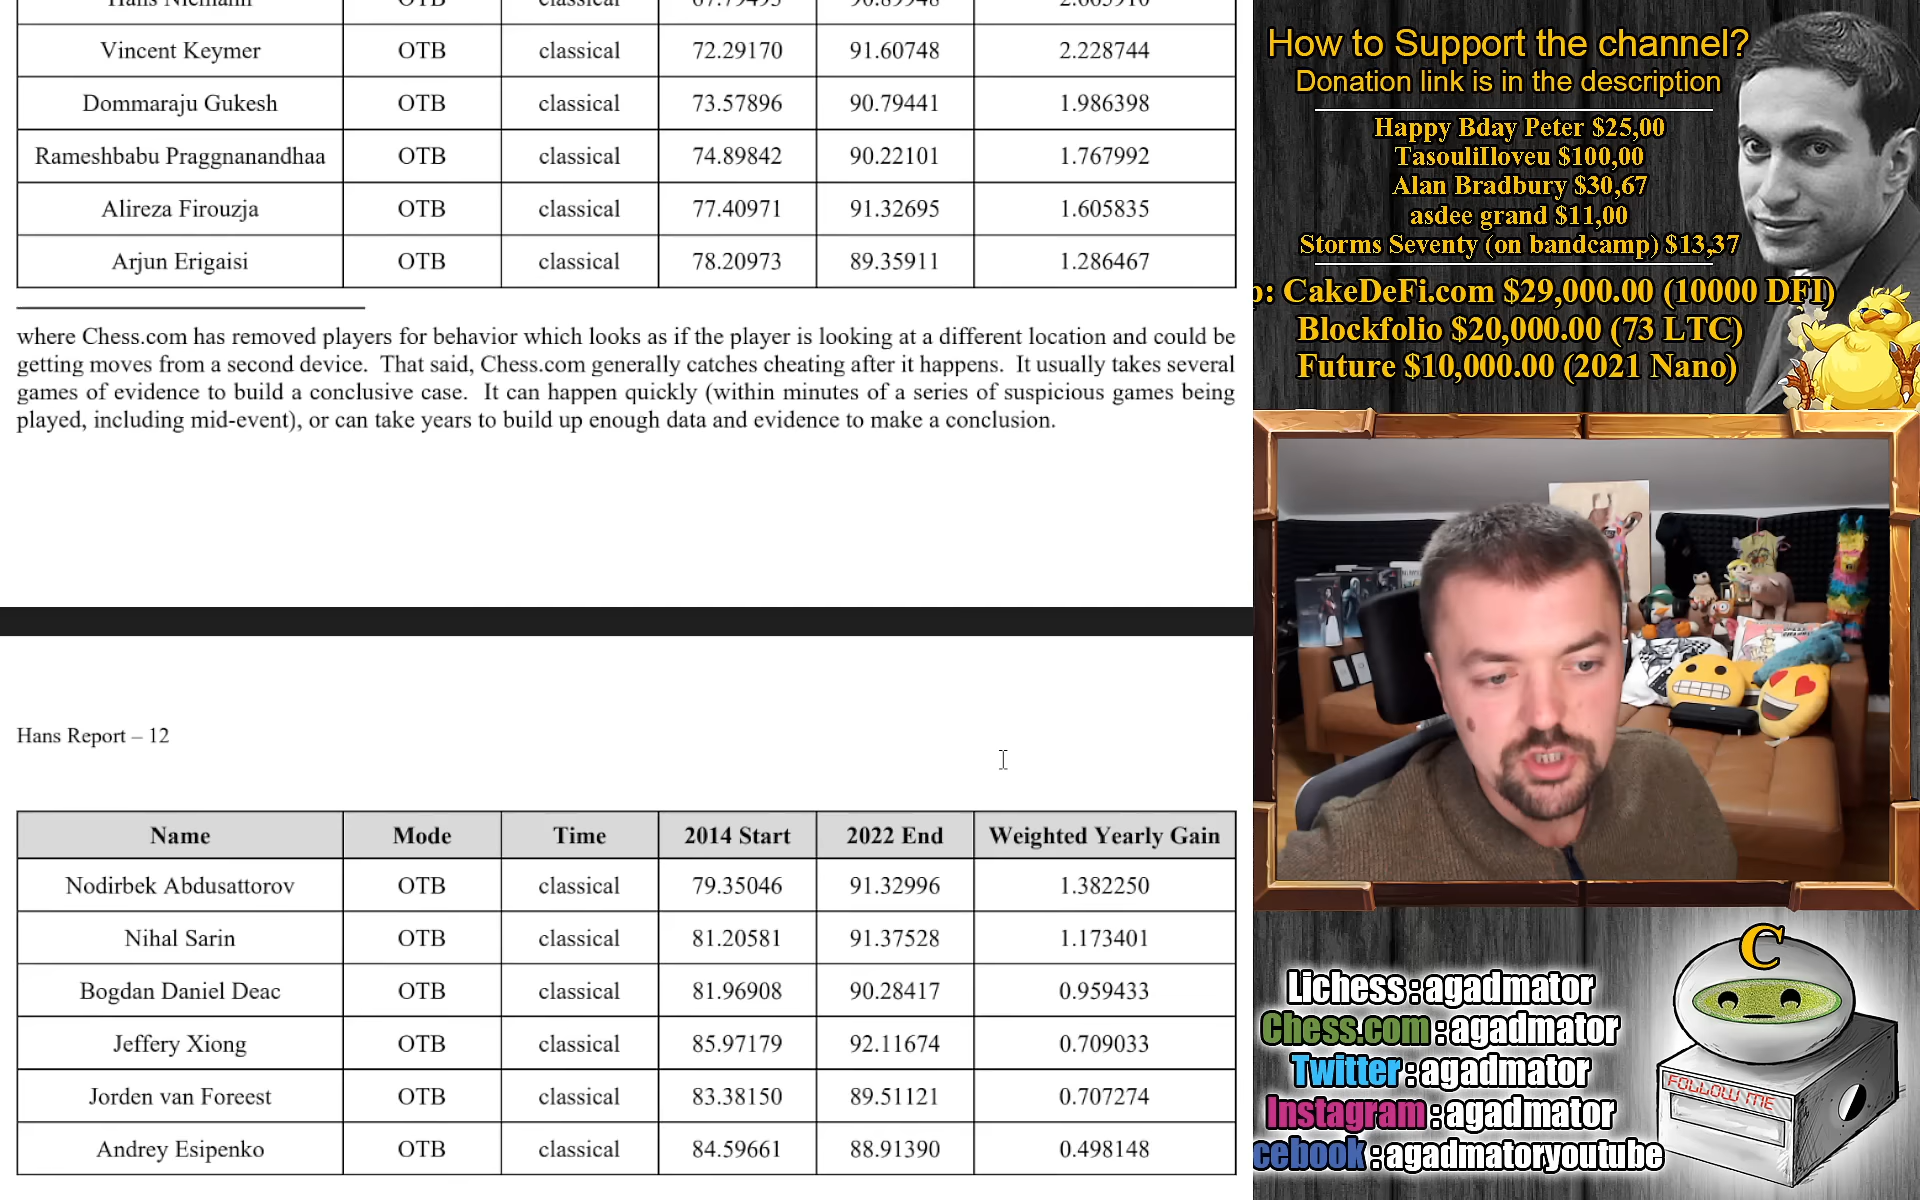 Hans Niemann OTB classical 67.79493 90.89948 2.665910
Vincent Keymer OTB classical 72.29170 91.60748 2.228744
Dommaraju Gukesh OTB classical 73.57896 90.79441 1.986398
Rameshbabu Praggnanandhaa OTB classical 74.89842 90.22101 1.767992
Alireza Firouzja OTB classical 77.40971 91.32695 1.605835
Arjun Erigaisi OTB classical 78.20973 89.35911 1.286467
where Chess.com has removed players for behavior which looks as if the player is looking at a different location and could be
getting moves from a second device. That said, Chess.com generally catches cheating after it happens. It usually takes several
games of evidence to build a conclusive case. It can happen quickly (within minutes of a series of suspicious games being
played, including mid-event), or can take years to build up enough data and evidence to make a conclusion.
Hans Report – 12
Name Mode Time 2014 Start 2022 End Weighted Yearly Gain
Nodirbek Abdusattorov OTB classical 79.35046 91.32996 1.382250
Nihal Sarin OTB classical 81.20581 91.37528 1.173401
Bogdan Daniel Deac OTB classical 81.96908 90.28417 0.959433
Jeffery Xiong OTB classical 85.97179 92.11674 0.709033
Jorden van Foreest OTB classical 83.38150 89.51121 0.707274
Andrey Esipenko OTB classical 84.59661 88.91390 0.498148
How to Support the channel?
Donation link is in the description
Happy Bday Peter $25,00
TasouliIloveu $100,00
Alan Bradbury $30,67
asdee grand $11,00
Storms Seventy (on bandcamp) $13,37
p: CakeDeFi.com $29,000.00 (10000 DFI)
Blockfolio $20,000.00 (73 LTC)
Future $10,000.00 (2021 Nano)
C
Lichess:agadmator
Chess.com:agadmator
Twitter:agadmator
Instagram:agadmator
cebook:agadmatoryoutube
FOLLOW ME